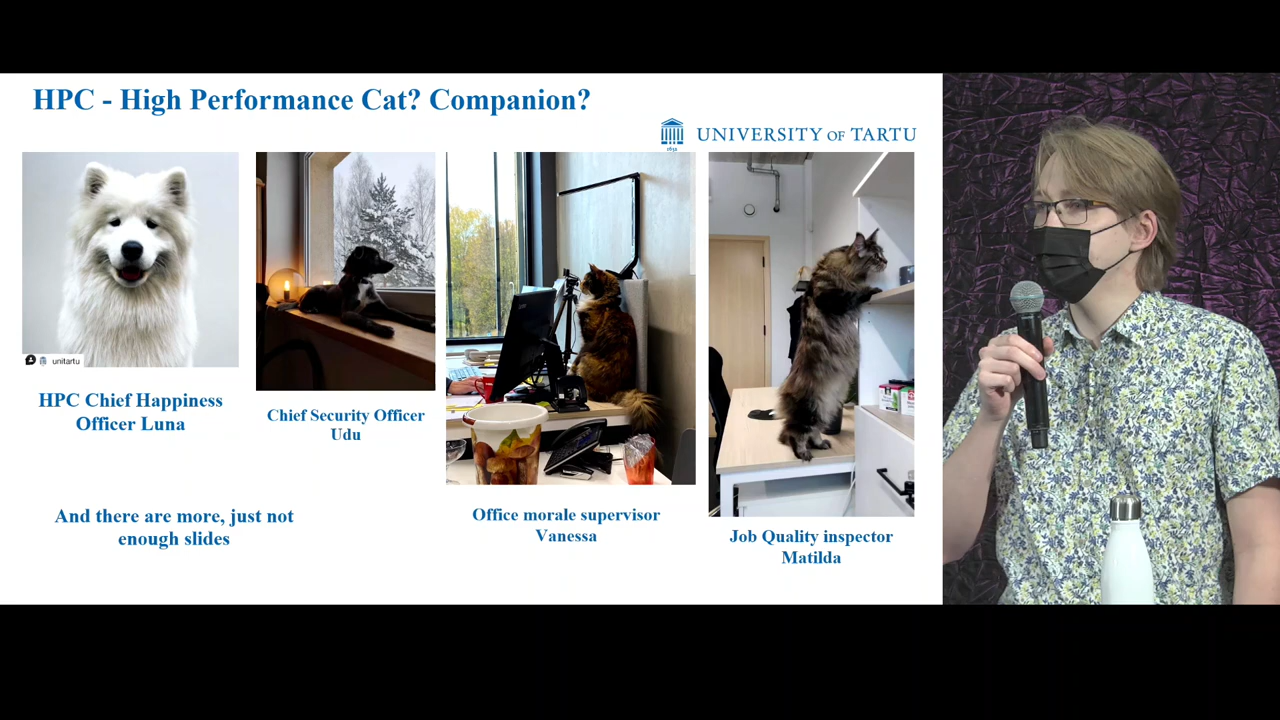 HPC - High Performance Cat? Companion?
1632
UNIVERSITY OF TARTU
unitartu
HPC Chief Happiness
Officer Luna
Chief Security Officer
Udu
Office morale supervisor
Vanessa
Job Quality inspector
Matilda
And there are more, just not
enough slides